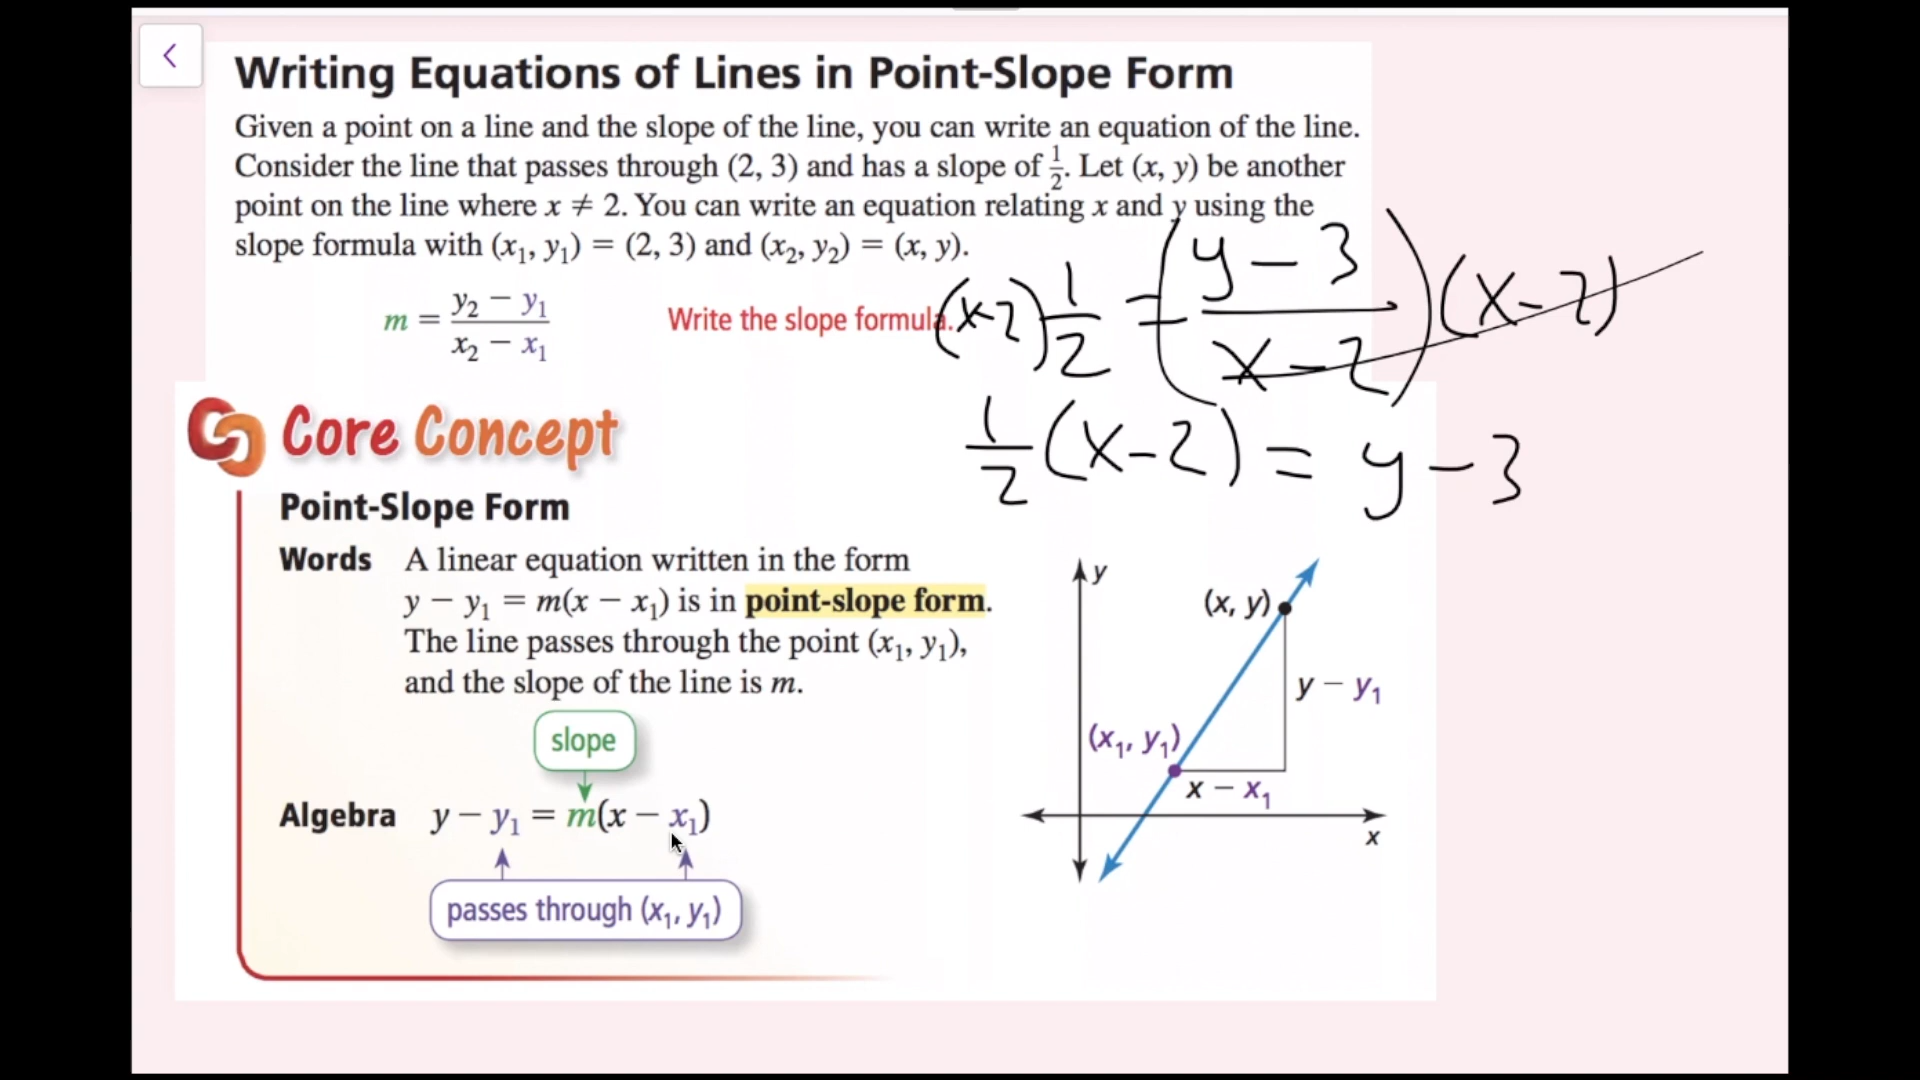 Writing Equations of Lines in Point-Slope Form
Given a point on a line and the slope of the line, you can write an equation of the line.
Consider the line that passes through (2, 3) and has a slope of 1/2. Let (x, y) be another
point on the line where x ≠ 2. You can write an equation relating x and y using the
slope formula with (x₁, y₁) = (2, 3) and (x₂, y₂) = (x, y).
m = (y₂ − y₁)/(x₂ − x₁) Write the slope formula.
(x-2) 1/2 = ((y-3)/(x-2)) (x-2)
1/2 (x-2) = y-3
Core Concept
Point-Slope Form
Words A linear equation written in the form
y − y₁ = m(x − x₁) is in point-slope form.
The line passes through the point (x₁, y₁),
and the slope of the line is m.
slope
Algebra y − y₁ = m(x − x₁)
passes through (x₁, y₁)
y
(x, y)
y − y₁
(x₁, y₁)
x − x₁
x